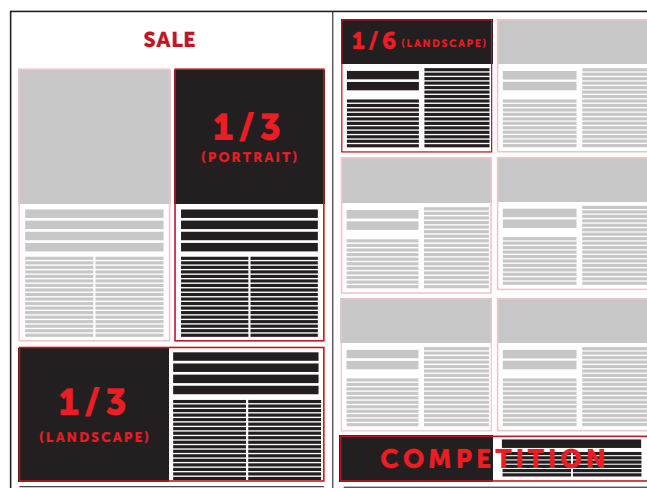 SALE
1/3
(PORTRAIT)
1/3
(LANDSCAPE)
1/6 (LANDSCAPE)
COMPETITION